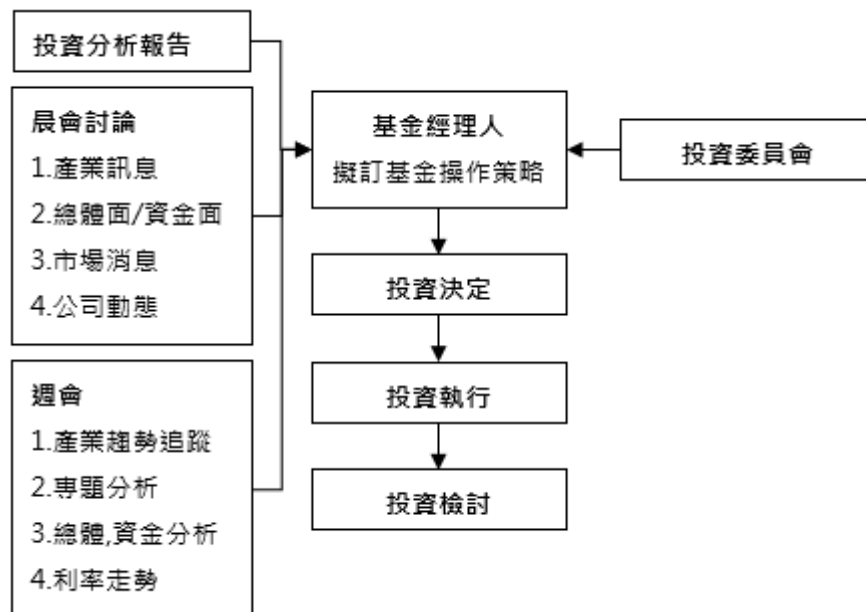 投資分析報告
晨會討論
1.產業訊息
2.總體面/資金面
3.市場消息
4.公司動態
週會
1.產業趨勢追蹤
2.專題分析
3.總體,資金分析
4.利率走勢
基金經理人
擬訂基金操作策略
投資決定
投資執行
投資檢討
投資委員會